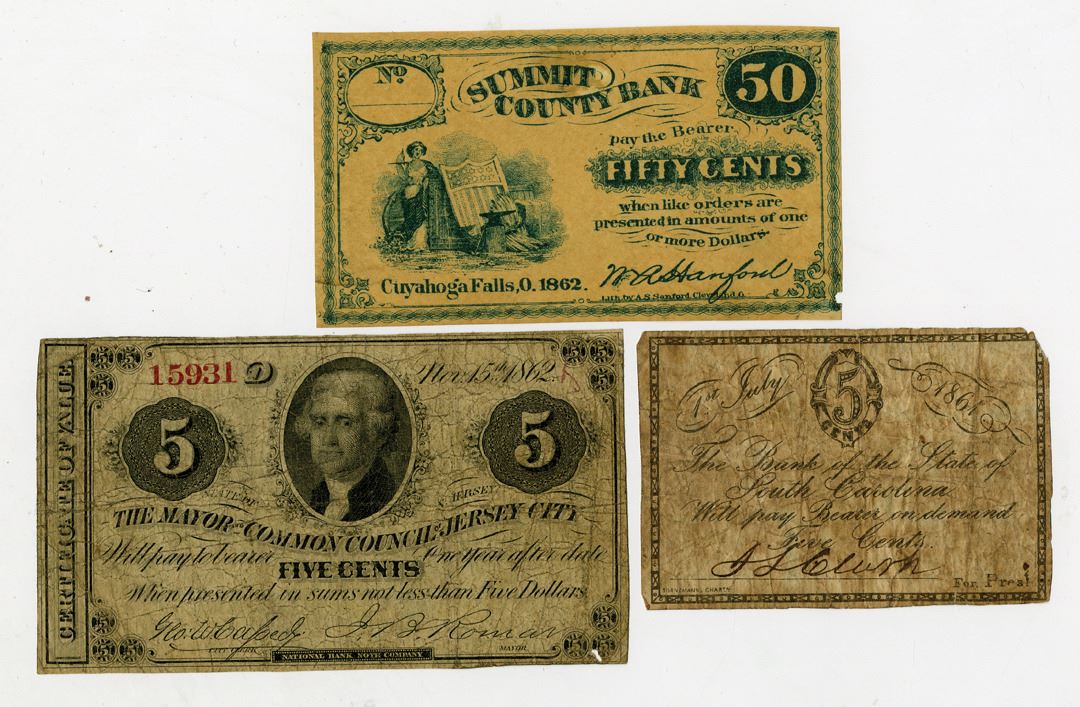 No
SUMMIT
COUNTY BANK
50
pay the Bearer
FIFTY CENTS
when like orders are
presented in amounts of one
or more Dollars.
Cuyahoga Falls, O. 1862.
Lith. by A.S. Sanford Cleveland, O.
CERTIFICATE OF VALUE
15931 D
Nov. 15th 1862
5
5
STATE OF
JERSEY
THE MAYOR AND COMMON COUNCIL OF JERSEY CITY
Will pay to bearer One Year after date
FIVE CENTS
When presented in sums not less than Five Dollars
Geo. W. Cassedy
CITY CLERK
MAYOR
NATIONAL BANK NOTE COMPANY
1st July
5
CENTS
186
The Bank of the State of
South Carolina
Will pay Bearer on demand
Five Cents.
For Prest